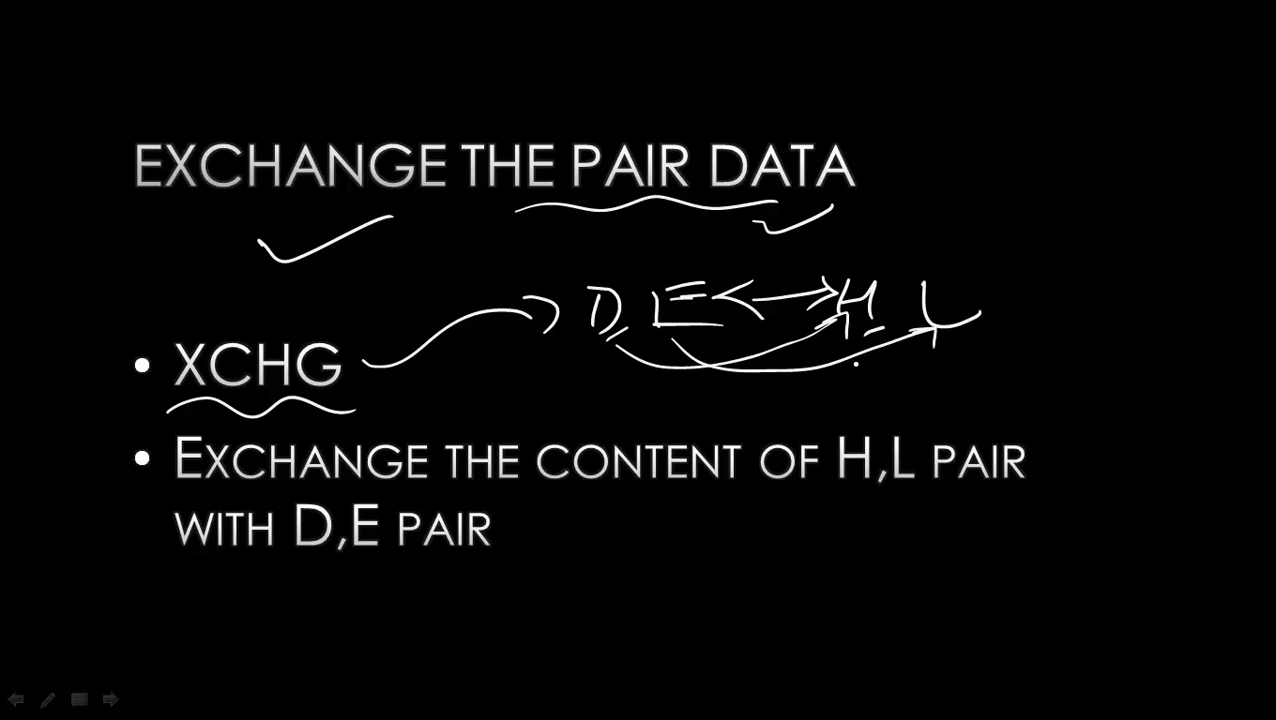 EXCHANGE THE PAIR DATA
D E H L
• XCHG
• EXCHANGE THE CONTENT OF H,L PAIR
WITH D,E PAIR